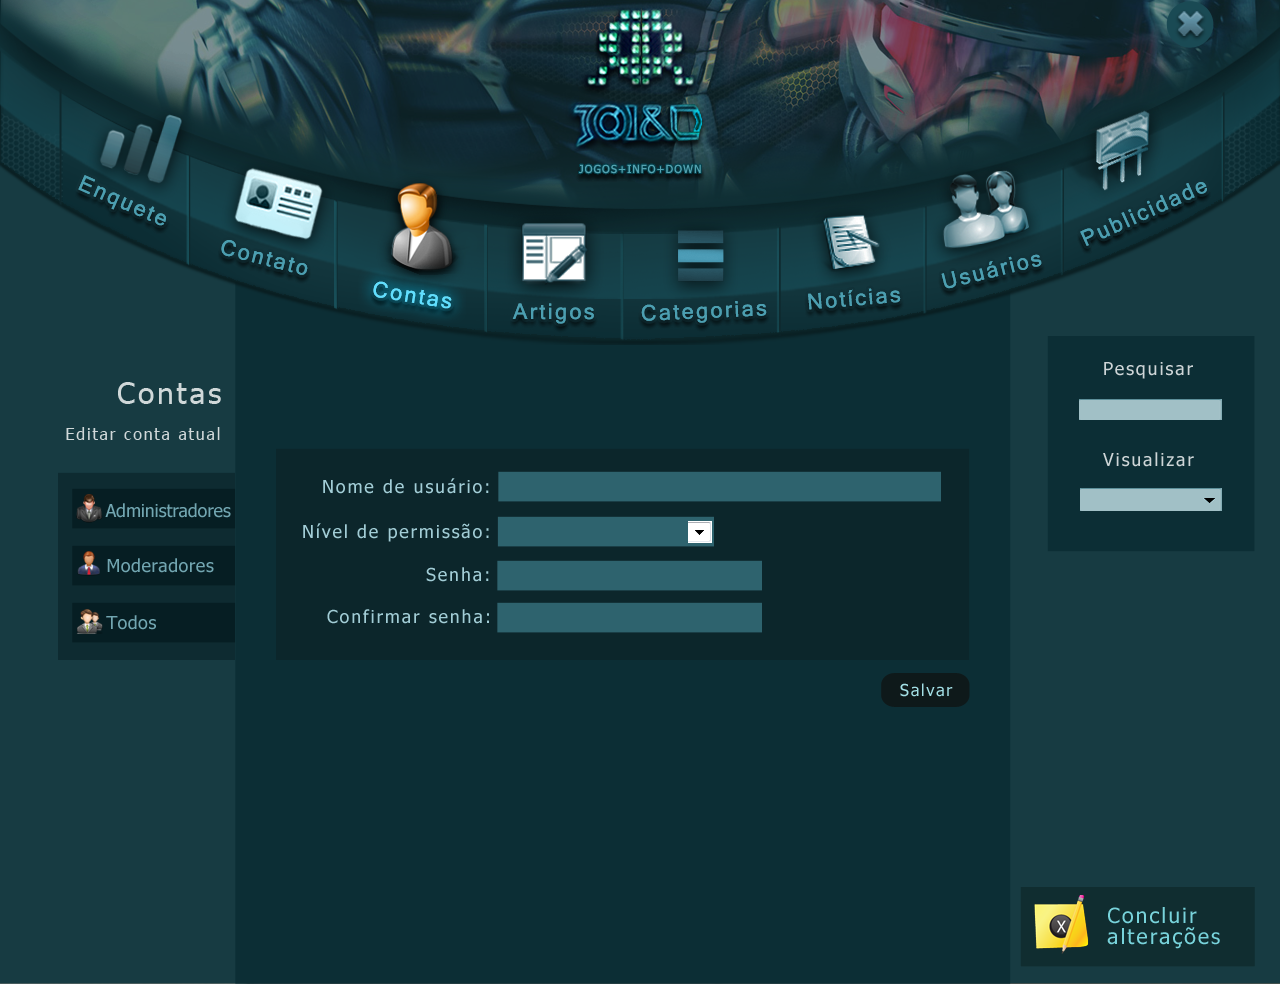 JOI&D
JOGOS+INFO+DOWN
Enquete
Contato
Contas
Artigos
Categorias
Notícias
Usuários
Publicidade
Contas
Editar conta atual
Administradores
Moderadores
Todos
Nome de usuário:
Nível de permissão:
Senha:
Confirmar senha:
Salvar
Pesquisar
Visualizar
X
Concluir
alterações